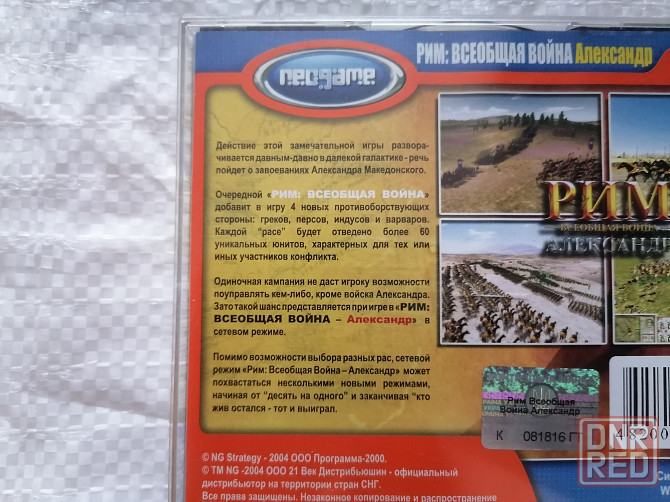 neogame
РИМ: ВСЕОБЩАЯ ВОЙНА Александр
Действие этой замечательной игры развора-
чивается давным-давно в далекой галактике - речь
пойдет о завоеваниях Александра Македонского.
Очередной «РИМ: ВСЕОБЩАЯ ВОЙНА»
добавит в игру 4 новых противоборствующих
стороны: греков, персов, индусов и варваров.
Каждой "расе" будет отведено более 60
уникальных юнитов, характерных для тех или
иных участников конфликта.
Одиночная кампания не даст игроку возможности
поуправлять кем-либо, кроме войска Александра.
Зато такой шанс представляется при игре в «РИМ:
ВСЕОБЩАЯ ВОЙНА – Александр» в
сетевом режиме.
Помимо возможности выбора разных рас, сетевой
режим «Рим: Всеобщая Война – Александр» может
похвастаться несколькими новыми режимами,
начиная от "десять на одного" и заканчивая "кто
жив остался - тот и выиграл.
© NG Strategy - 2004 ООО Программа-2000.
© TM NG -2004 ООО 21 Век Дистрибьюшин - официальный
дистрибьютор на территории стран СНГ.
Все права защищены. Незаконное копирование и распространение
РИМ
ВСЕОБЩАЯ ВОЙНА
АЛЕКСАНДР
Рим Всеобщая
Война Александр
К 081816 Г
48200
DNR
RED